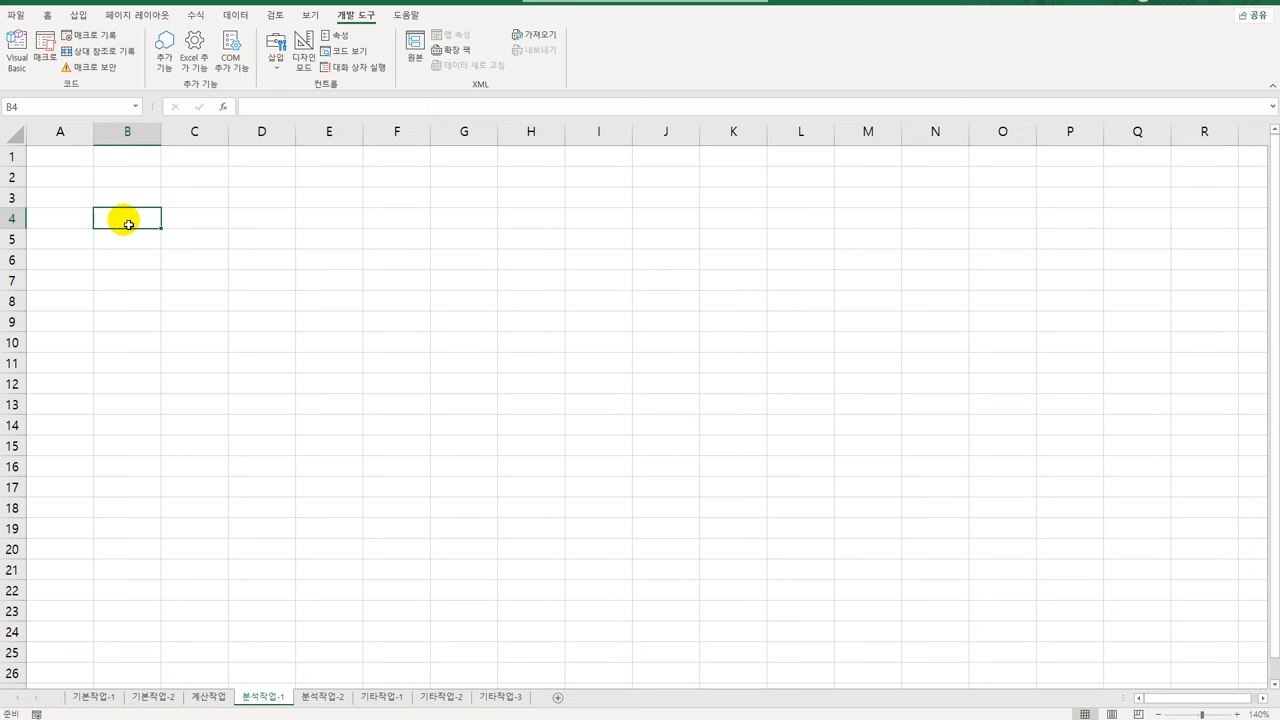 파일 홈 삽입 페이지 레이아웃 수식 데이터 검토 보기 개발 도구 도움말 공유
Visual Basic
매크로
매크로 기록
상대 참조로 기록
매크로 보안
코드
추가 기능
Excel 추가 기능
COM 추가 기능
추가 기능
삽입
디자인 모드
속성
코드 보기
대화 상자 실행
컨트롤
원본
맵 속성
확장 팩
데이터 새로 고침
가져오기
내보내기
XML
B4
fx
A B C D E F G H I J K L M N O P Q R
1
2
3
4
5
6
7
8
9
10
11
12
13
14
15
16
17
18
19
20
21
22
23
24
25
26
기본작업-1 기본작업-2 계산작업 분석작업-1 분석작업-2 기타작업-1 기타작업-2 기타작업-3
준비 140%